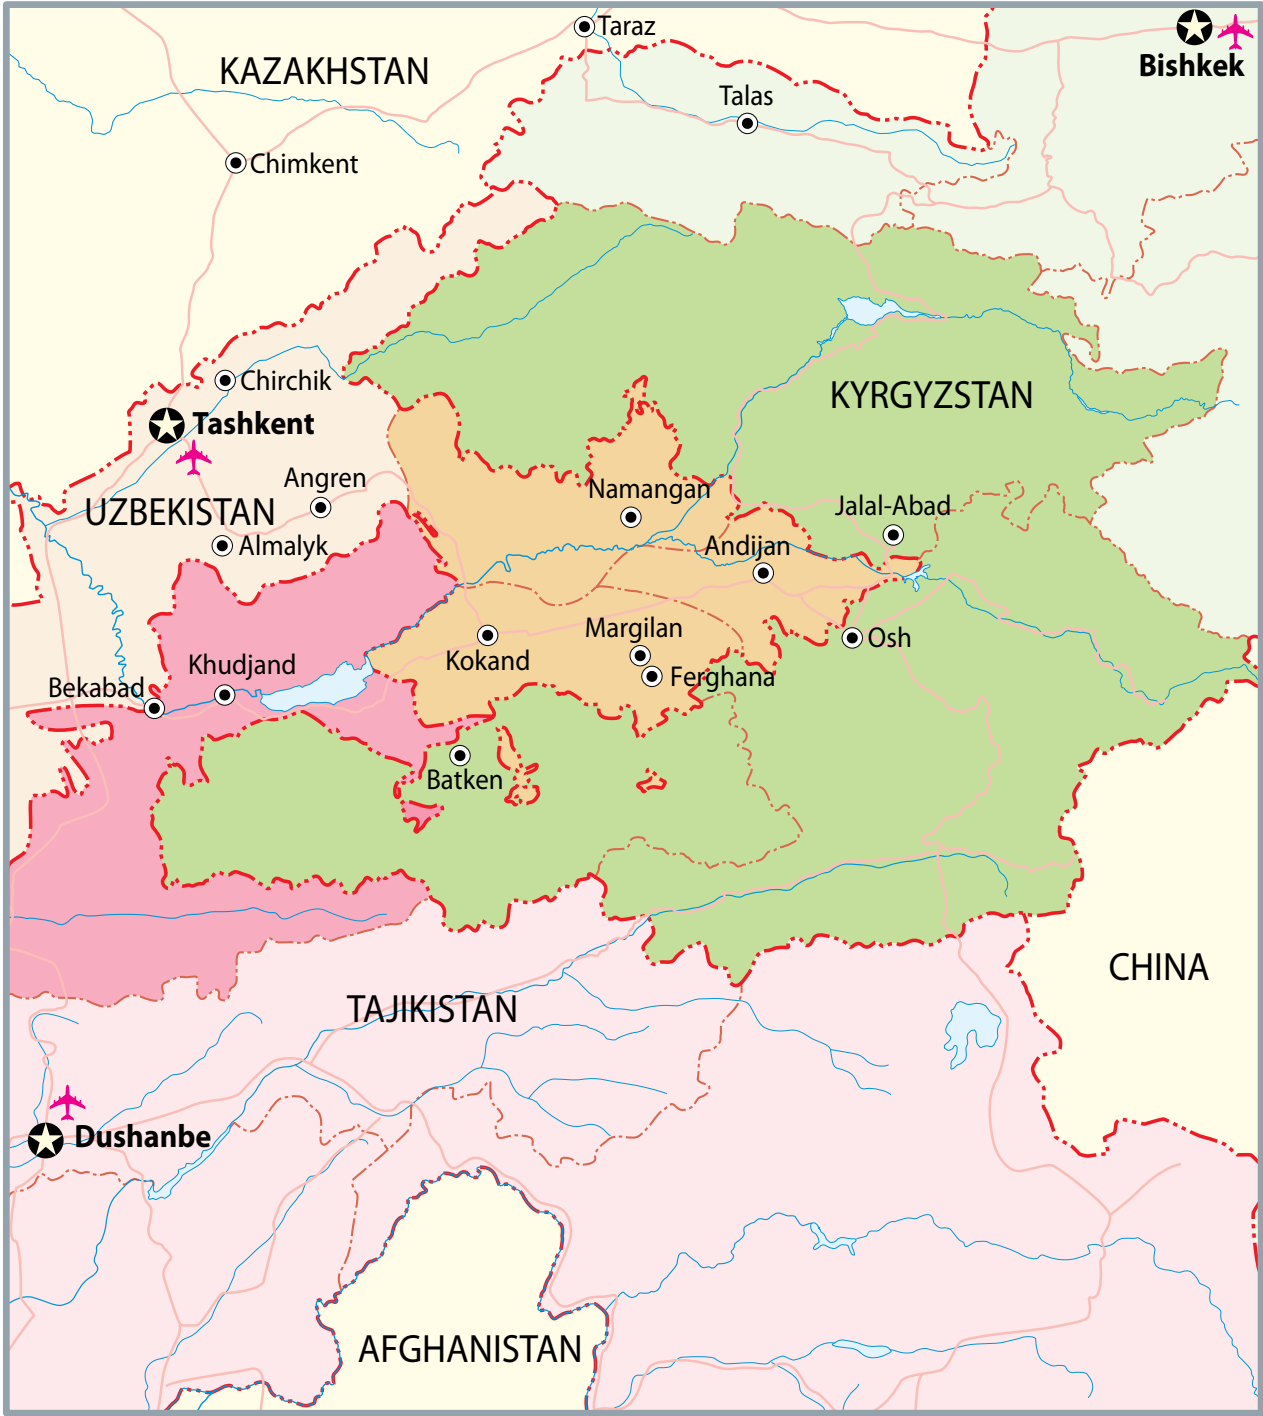 Taraz
Bishkek
KAZAKHSTAN
Talas
Chimkent
Chirchik
KYRGYZSTAN
Tashkent
Angren
Namangan
UZBEKISTAN
Jalal-Abad
Almalyk
Andijan
Margilan
Osh
Kokand
Khudjand
Ferghana
Bekabad
Batken
CHINA
TAJIKISTAN
Dushanbe
AFGHANISTAN